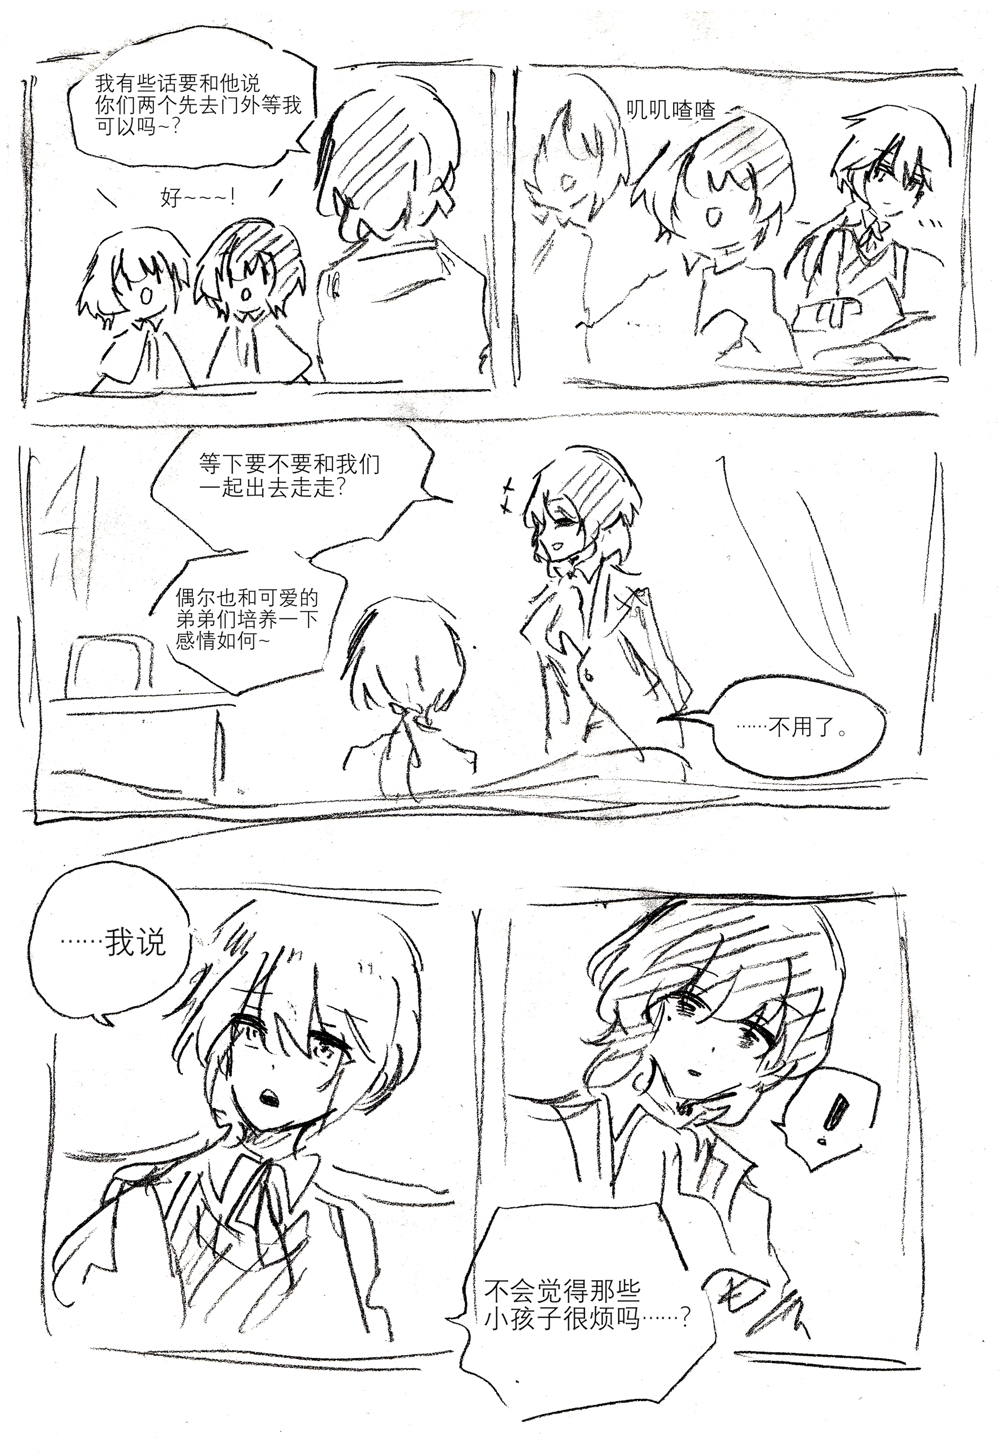 我有些话要和他说
你们两个先去门外等我
可以吗~?
好~~~!
叽叽喳喳
等下要不要和我们
一起出去走走?
偶尔也和可爱的
弟弟们培养一下
感情如何~
……不用了。
……我说
!
不会觉得那些
小孩子很烦吗……?